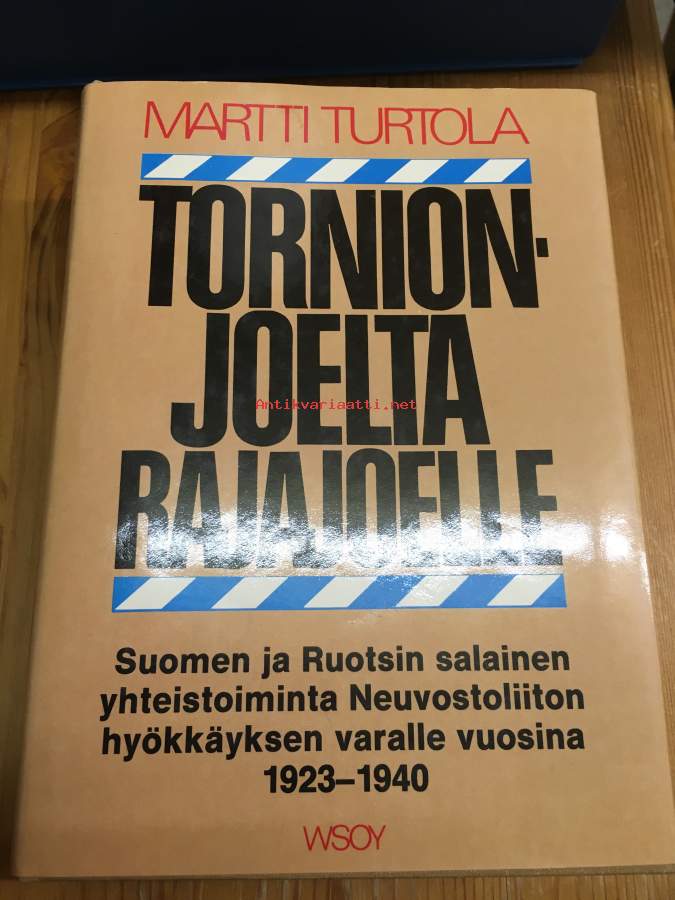 MARTTI TURTOLA
TORNION-
JOELTA
Antikvariaatti.net
RAJAJOELLE
Suomen ja Ruotsin salainen
yhteistoiminta Neuvostoliiton
hyökkäyksen varalle vuosina
1923–1940
WSOY